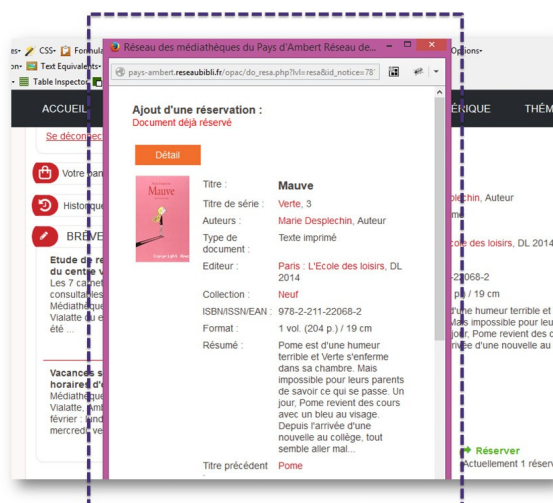 CSS-
Options-
Text Equivalents-
Table Inspector
Réseau des médiathèques du Pays d'Ambert Réseau de...
pays-ambert.reseaubibli.fr/opac/do_resa.php?lvl=resa&id_notice=78
ACCUEIL
THÉM
Ajout d'une réservation :
Document déjà réservé
Se déconnec
Détail
Votre pan
Historique
BRÈVE
Mauve
Titre :
Mauve
Titre de série :
Verte, 3
Auteurs :
Marie Desplechin, Auteur
Type de document :
Texte imprimé
Editeur :
Paris : L'Ecole des loisirs, DL
2014
Collection :
Neuf
ISBN/ISSN/EAN :
978-2-211-22068-2
Format :
1 vol. (204 p.) / 19 cm
Résumé :
Pome est d'une humeur
terrible et Verte s'enferme
dans sa chambre. Mais
impossible pour leurs parents
de savoir ce qui se passe. Un
jour, Pome revient des cours
avec un bleu au visage.
Depuis l'arrivée d'une
nouvelle au collège, tout
semble aller mal...
Titre précédent :
Pome
Etude de re
du centre v
Les 7 carnet
consultables
Médiathèque
Vialatte du e
été ...
Vacances s
horaires d'o
Médiathèque
Vialatte, Amb
février : lund
mercredi ve
plechin, Auteur
cole des loisirs, DL 2014
-22068-2
p.) / 19 cm
d'une humeur terrible et
Mais impossible pour leu
jour, Pome revient des c
rivée d'une nouvelle au
Réserver
Actuellement 1 réserv